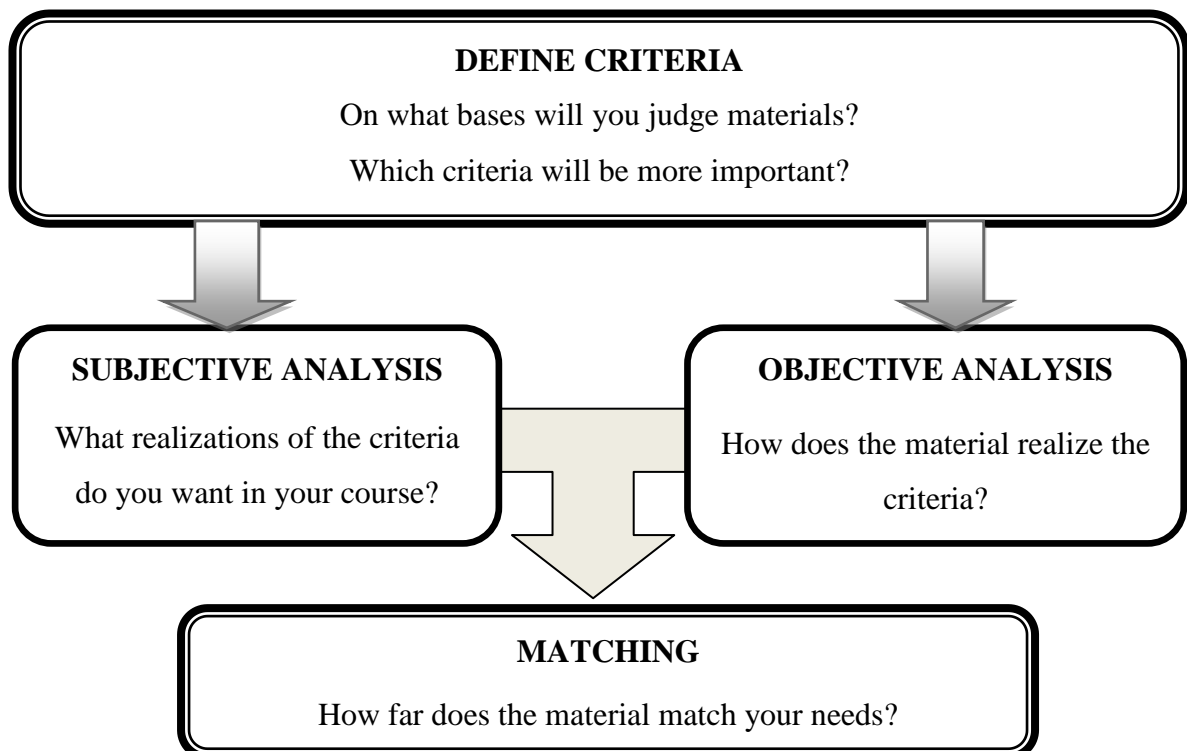 DEFINE CRITERIA
On what bases will you judge materials?
Which criteria will be more important?
SUBJECTIVE ANALYSIS
What realizations of the criteria
do you want in your course?
OBJECTIVE ANALYSIS
How does the material realize the
criteria?
MATCHING
How far does the material match your needs?